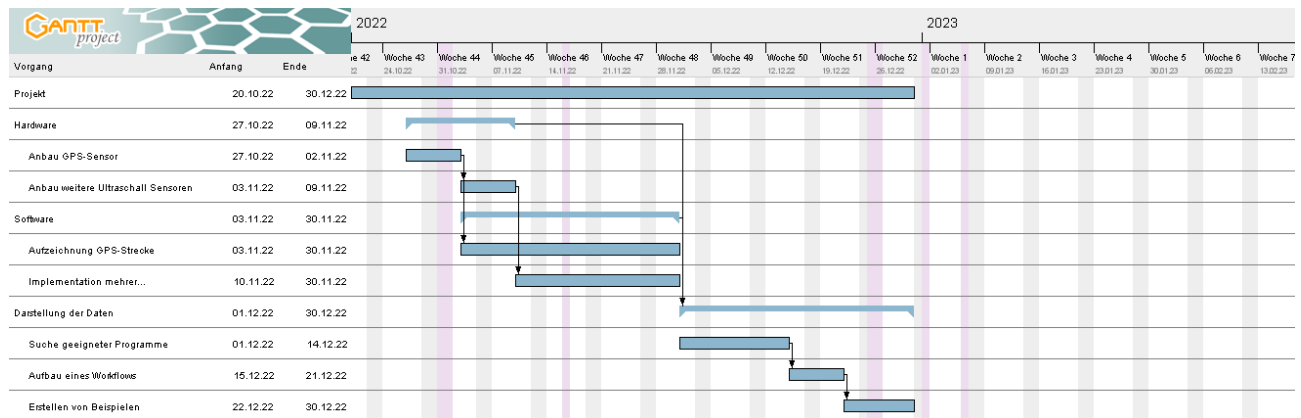 GANTT
project
2022 2023
e 42 Woche 43 Woche 44 Woche 45 Woche 46 Woche 47 Woche 48 Woche 49 Woche 50 Woche 51 Woche 52 Woche 1 Woche 2 Woche 3 Woche 4 Woche 5 Woche 6 Woche 7
22 24.10.22 31.10.22 07.11.22 14.11.22 21.11.22 28.11.22 05.12.22 12.12.22 19.12.22 26.12.22 02.01.23 09.01.23 16.01.23 23.01.23 30.01.23 06.02.23 13.02.23
Vorgang Anfang Ende
Projekt 20.10.22 30.12.22
Hardware 27.10.22 09.11.22
Anbau GPS-Sensor 27.10.22 02.11.22
Anbau weitere Ultraschall Sensoren 03.11.22 09.11.22
Software 03.11.22 30.11.22
Aufzeichnung GPS-Strecke 03.11.22 30.11.22
Implementation mehrer... 10.11.22 30.11.22
Darstellung der Daten 01.12.22 30.12.22
Suche geeigneter Programme 01.12.22 14.12.22
Aufbau eines Workflows 15.12.22 21.12.22
Erstellen von Beispielen 22.12.22 30.12.22